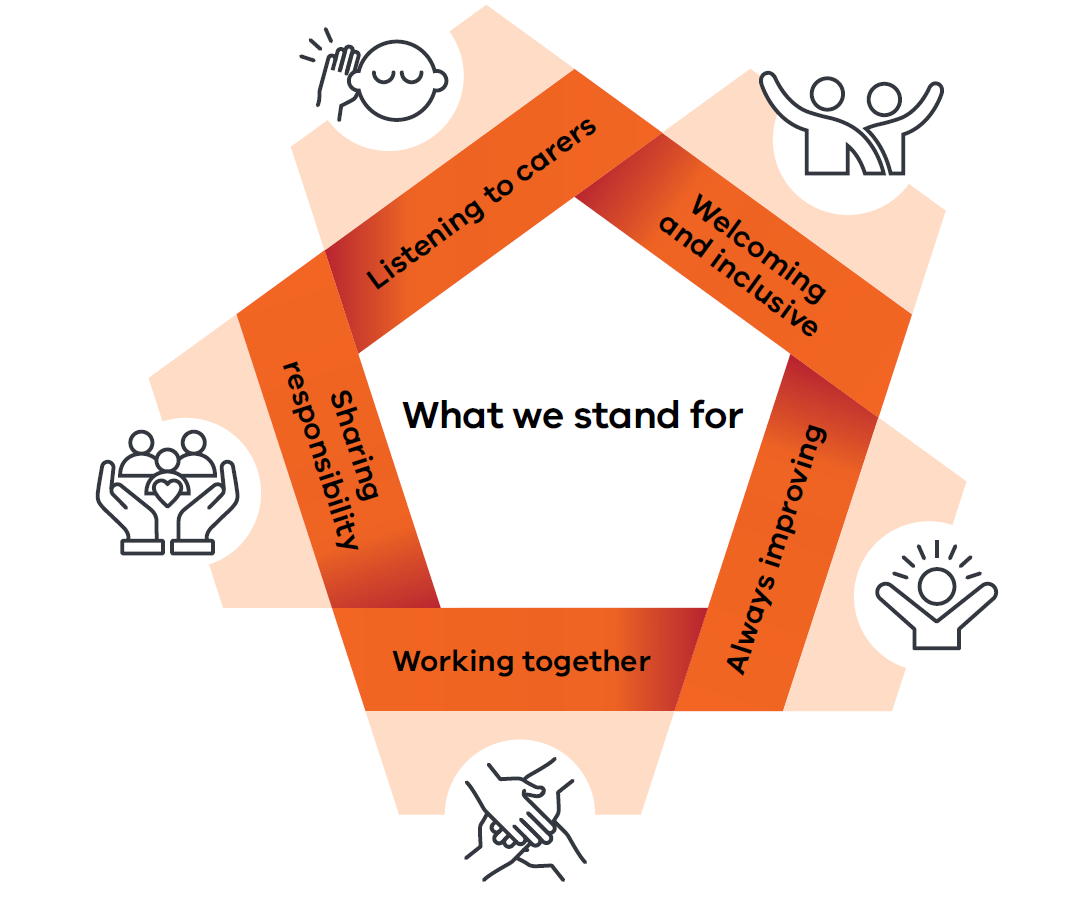 Listening to carers
Welcoming
and inclusive
Sharing
responsibility
What we stand for
Always improving
Working together